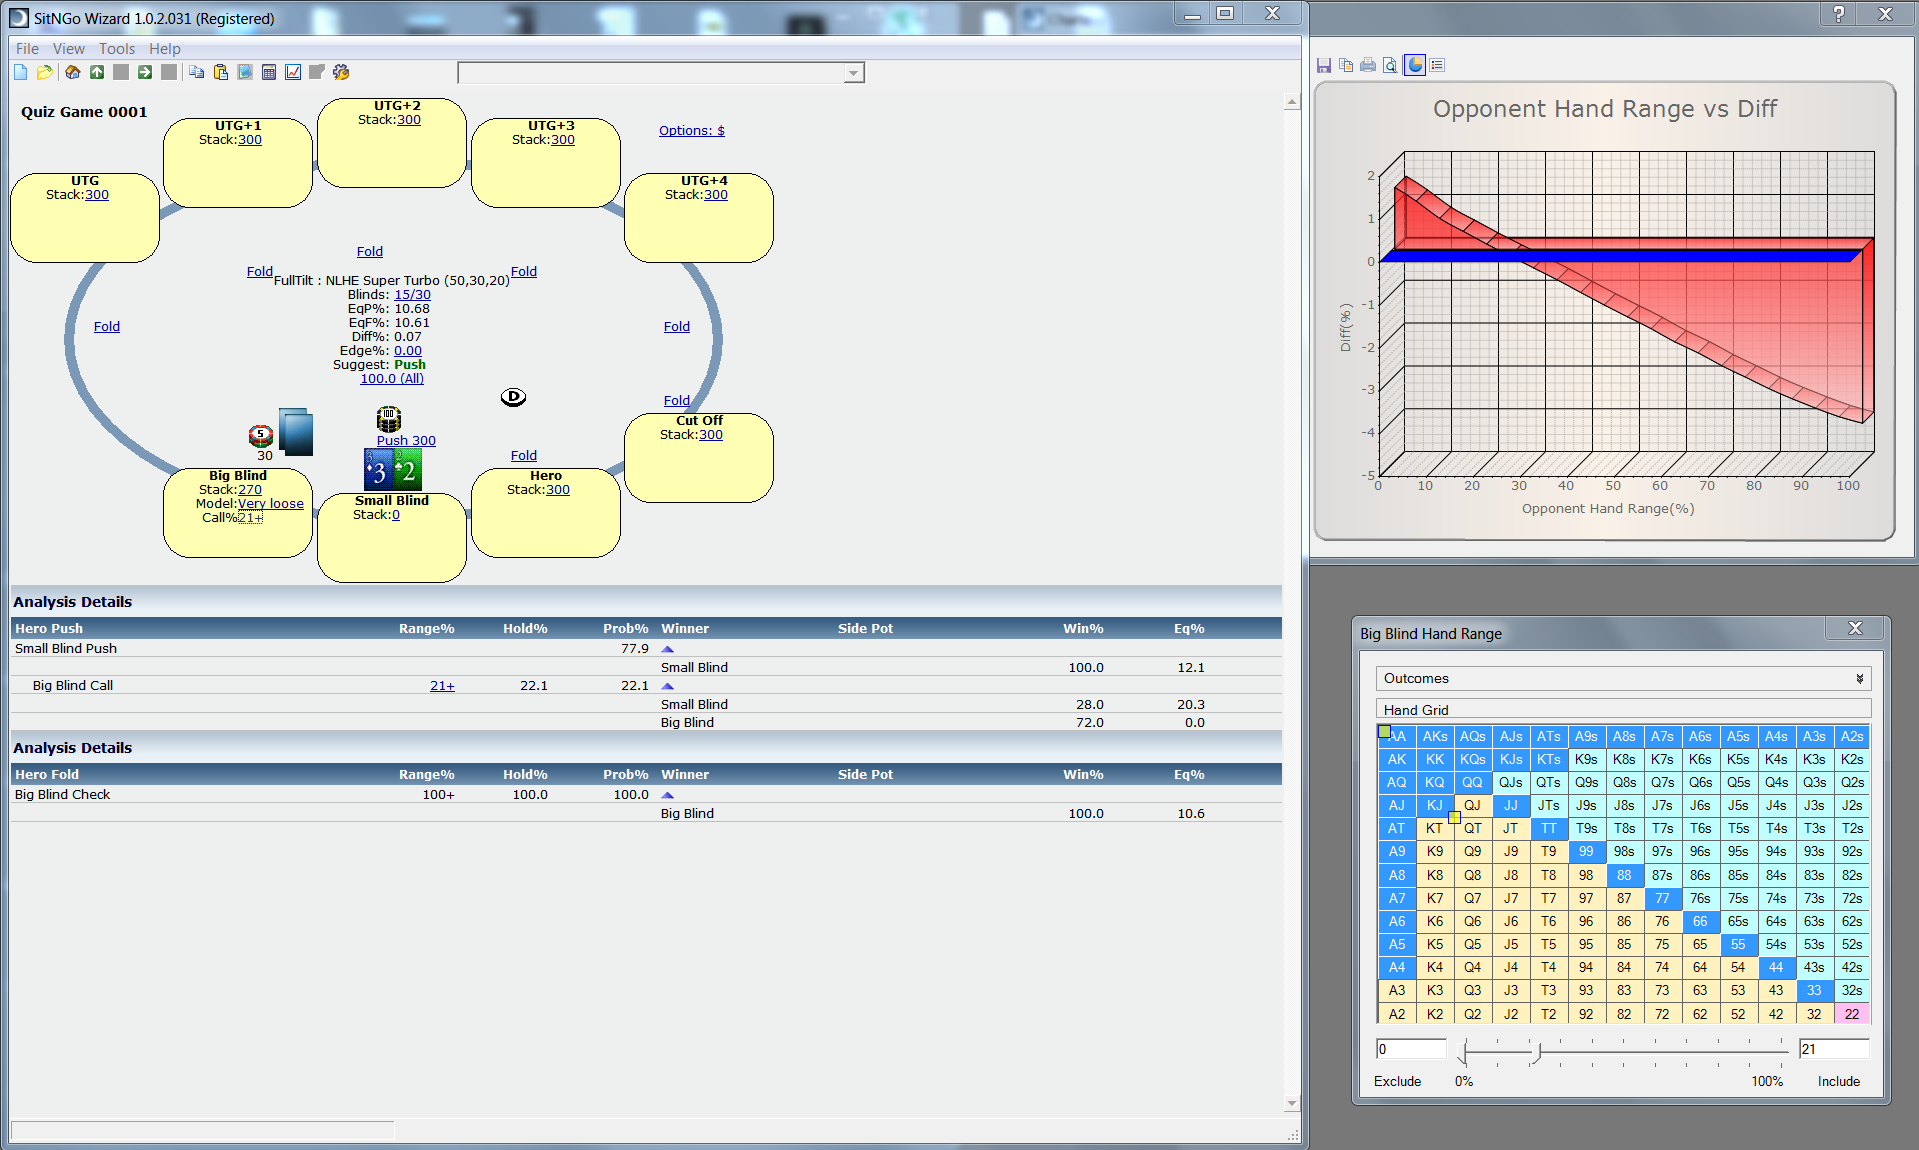 SitNGo Wizard 1.0.2.031 (Registered)
File View Tools Help
Quiz Game 0001
Options: $
UTG+2
Stack:300
UTG+1
Stack:300
UTG+3
Stack:300
UTG
Stack:300
UTG+4
Stack:300
Fold
Fold
Fold
FullTilt : NLHE Super Turbo (50,30,20)
Blinds: 15/30
EqP%: 10.68
EqF%: 10.61
Diff%: 0.07
Edge%: 0.00
Suggest: Push
100.0 (All)
Fold
Fold
Fold
D
100
Push 300
5
30
3 2
Fold
Cut Off
Stack:300
Big Blind
Stack:270
Model:Very loose
Call%21+
Small Blind
Stack:0
Hero
Stack:300
Analysis Details
Hero Push Range% Hold% Prob% Winner Side Pot Win% Eq%
Small Blind Push 77.9
Small Blind 100.0 12.1
Big Blind Call 21+ 22.1 22.1
Small Blind 28.0 20.3
Big Blind 72.0 0.0
Analysis Details
Hero Fold Range% Hold% Prob% Winner Side Pot Win% Eq%
Big Blind Check 100+ 100.0 100.0
Big Blind 100.0 10.6
Opponent Hand Range vs Diff
2
1
0
-1
-2
-3
-4
-5
Diff(%)
0 10 20 30 40 50 60 70 80 90 100
Opponent Hand Range(%)
Big Blind Hand Range
Outcomes
Hand Grid
AA AKs AQs AJs ATs A9s A8s A7s A6s A5s A4s A3s A2s
AK KK KQs KJs KTs K9s K8s K7s K6s K5s K4s K3s K2s
AQ KQ QQ QJs QTs Q9s Q8s Q7s Q6s Q5s Q4s Q3s Q2s
AJ KJ QJ JJ JTs J9s J8s J7s J6s J5s J4s J3s J2s
AT KT QT JT TT T9s T8s T7s T6s T5s T4s T3s T2s
A9 K9 Q9 J9 T9 99 98s 97s 96s 95s 94s 93s 92s
A8 K8 Q8 J8 T8 98 88 87s 86s 85s 84s 83s 82s
A7 K7 Q7 J7 T7 97 87 77 76s 75s 74s 73s 72s
A6 K6 Q6 J6 T6 96 86 76 66 65s 64s 63s 62s
A5 K5 Q5 J5 T5 95 85 75 65 55 54s 53s 52s
A4 K4 Q4 J4 T4 94 84 74 64 54 44 43s 42s
A3 K3 Q3 J3 T3 93 83 73 63 53 43 33 32s
A2 K2 Q2 J2 T2 92 82 72 62 52 42 32 22
0 21
Exclude 0% 100% Include